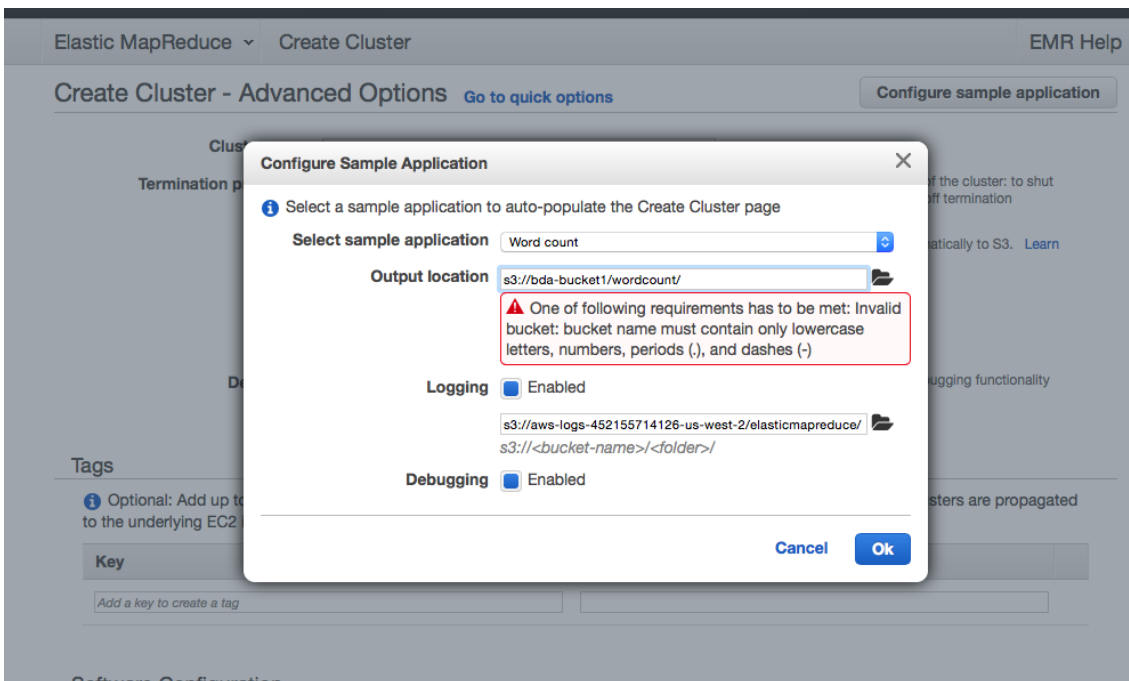 Elastic MapReduce Create Cluster EMR Help
Create Cluster - Advanced Options Go to quick options Configure sample application
Configure Sample Application
Termination
of the cluster: to shut
off termination
Select a sample application to auto-populate the Create Cluster page
Select sample application Word count
to S3. Learn
Output location s3://bda-bucket1/wordcount/
One of following requirements has to be met: Invalid
bucket: bucket name must contain only lowercase
letters, numbers, periods (.), and dashes (-)
Logging Enabled
functionality
s3://aws-logs-452155714126-us-west-2/elasticmapreduce/
s3://<bucket-name>/<folder>/
Tags
Debugging Enabled
Optional: Add up to
are propagated
to the underlying EC2
Cancel Ok
Key
Add a key to create a tag
Software Configuration